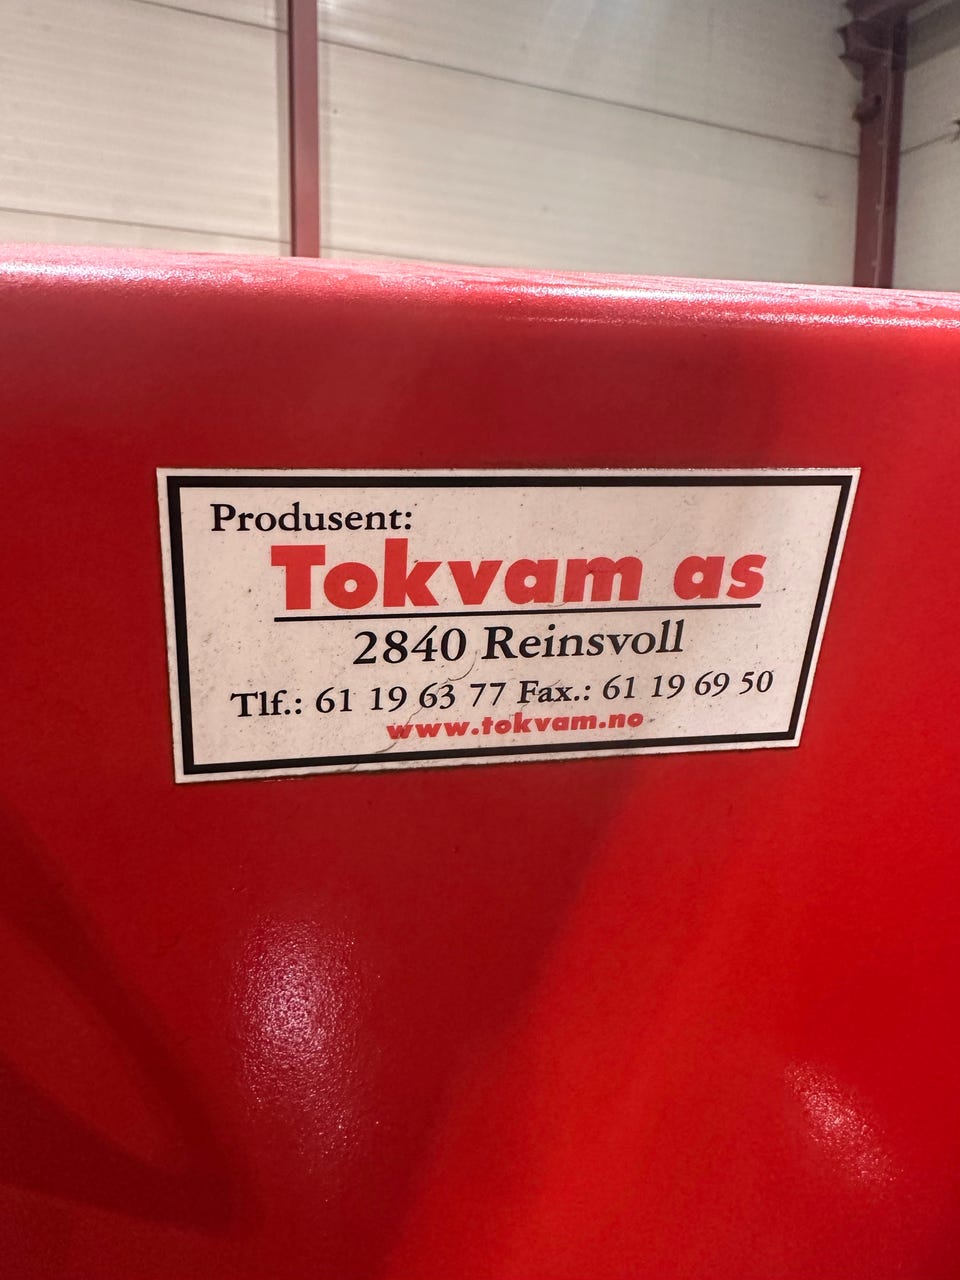 Produsent:
Tokvam as
2840 Reinsvoll
Tlf.: 61 19 63 77 Fax.: 61 19 69 50
www.tokvam.no